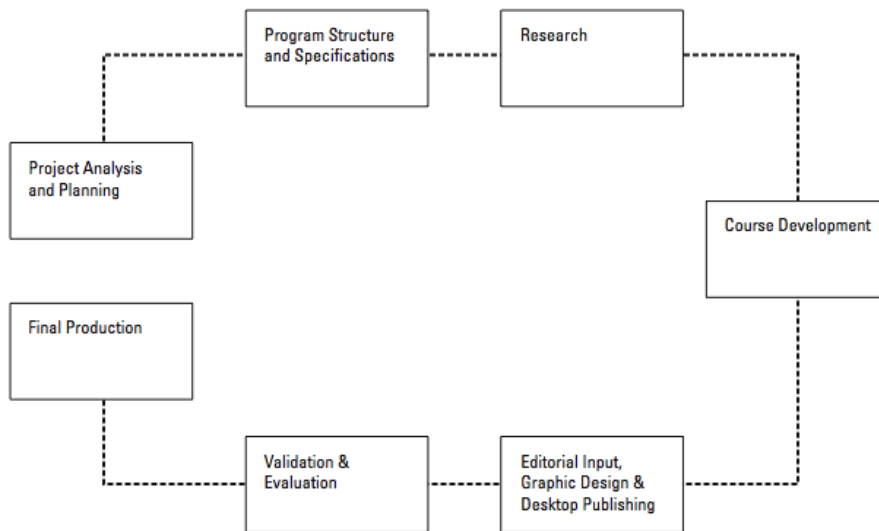 Program Structure
and Specifications
Research
Project Analysis
and Planning
Course Development
Final Production
Validation &
Evaluation
Editorial Input,
Graphic Design &
Desktop Publishing